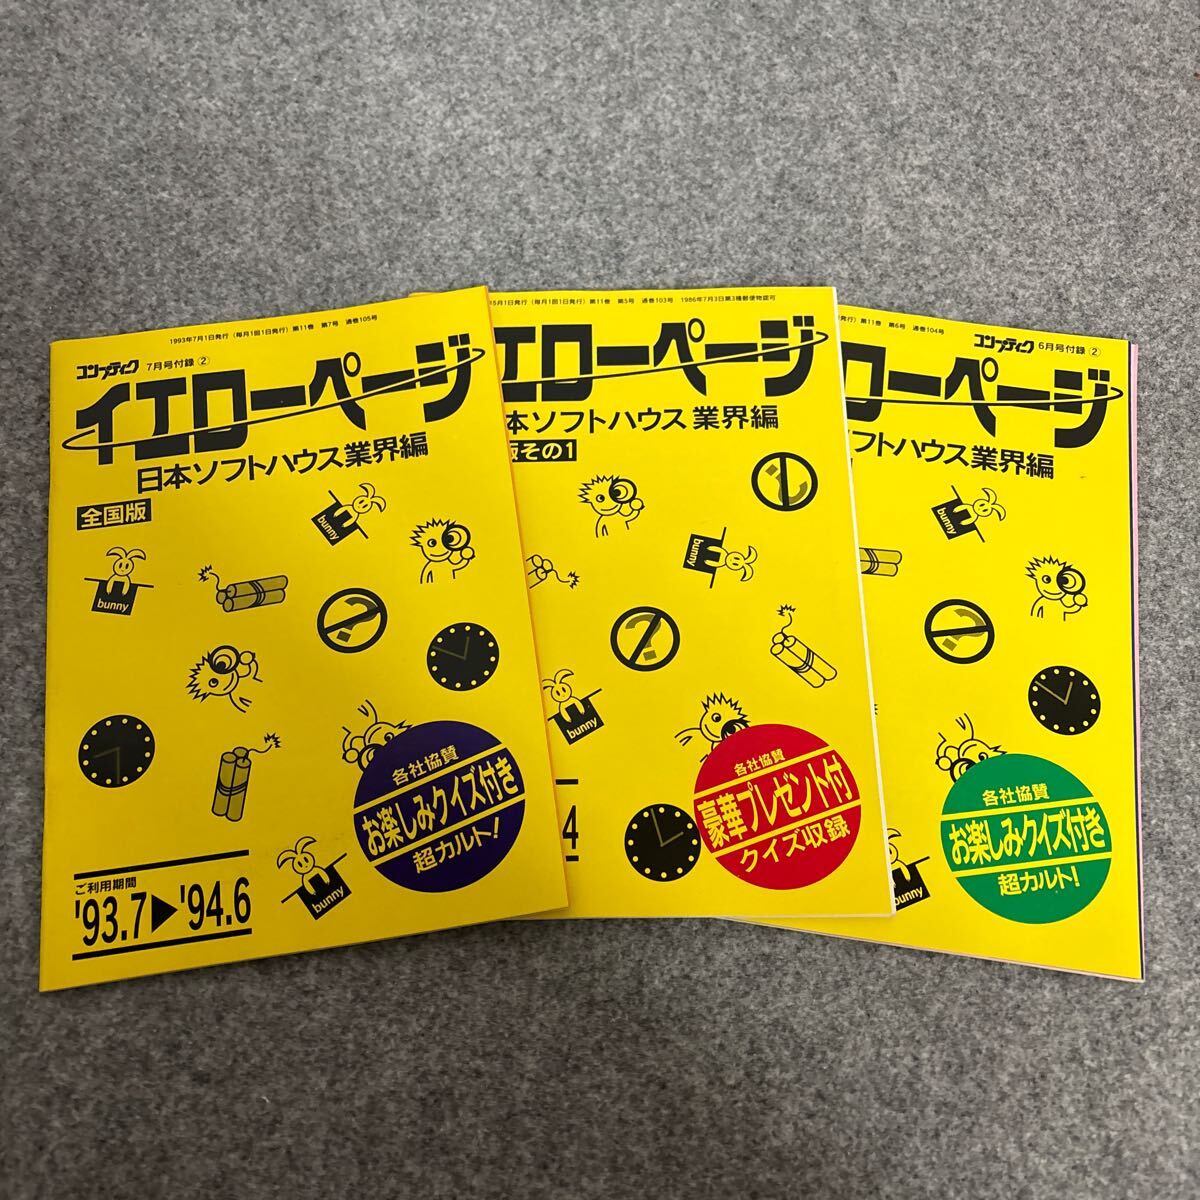 1993年7月1日発行（毎月1回1日発行）第11巻 第7号 通巻105号
コンプティーク 7月号付録②
イエローページ
日本ソフトハウス業界編
全国版
bunny
bunny
各社協賛
お楽しみクイズ付き
超カルト！
bunny
ご利用期間
'93.7▶'94.6
5月1日発行（毎月1回1日発行）第11巻 第5号 通巻103号 1986年7月3日第3種郵便物認可
エローページ
本ソフトハウス業界編
版その1
bunny
bunny
各社協賛
豪華プレゼント付
クイズ収録
4
発行）第11巻 第6号 通巻104号
コンプティーク 6月号付録②
ローページ
フトハウス業界編
bunny
各社協賛
お楽しみクイズ付き
超カルト！
bunny